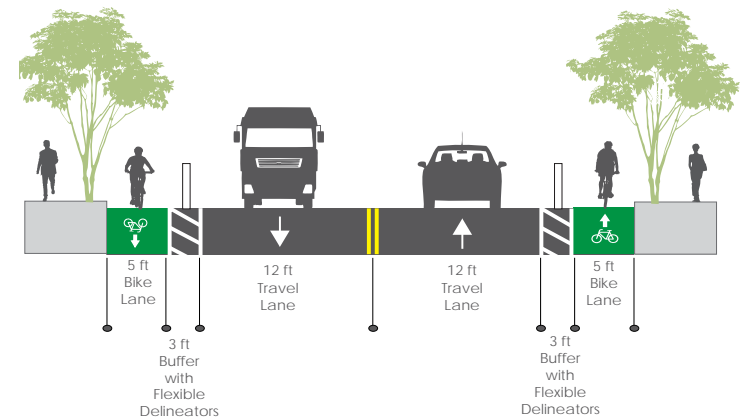 5 ft
Bike
Lane
12 ft
Travel
Lane
12 ft
Travel
Lane
5 ft
Bike
Lane
3 ft
Buffer
with
Flexible
Delineators
3 ft
Buffer
with
Flexible
Delineators